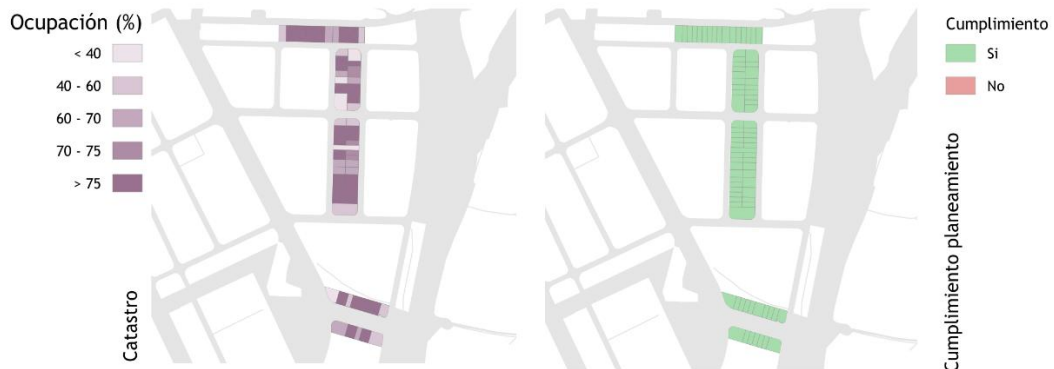 Ocupación (%)
< 40
40 - 60
60 - 70
70 - 75
> 75
Catastro
Cumplimiento
Si
No
Cumplimiento planeamiento